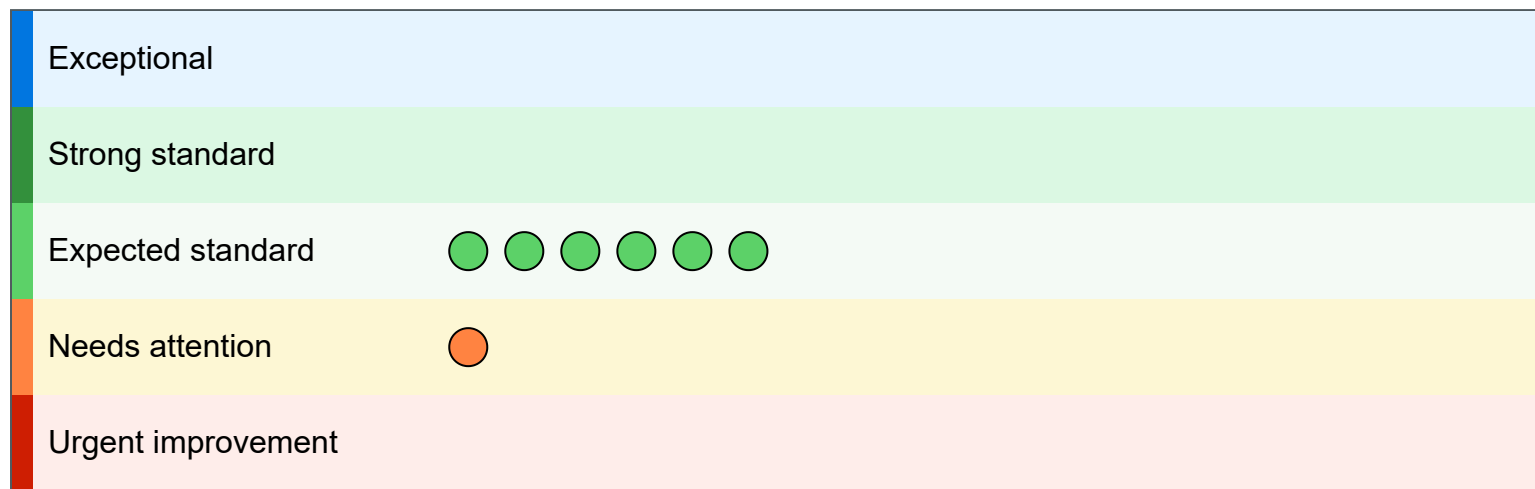 Exceptional
Strong standard
Expected standard
Needs attention
Urgent improvement